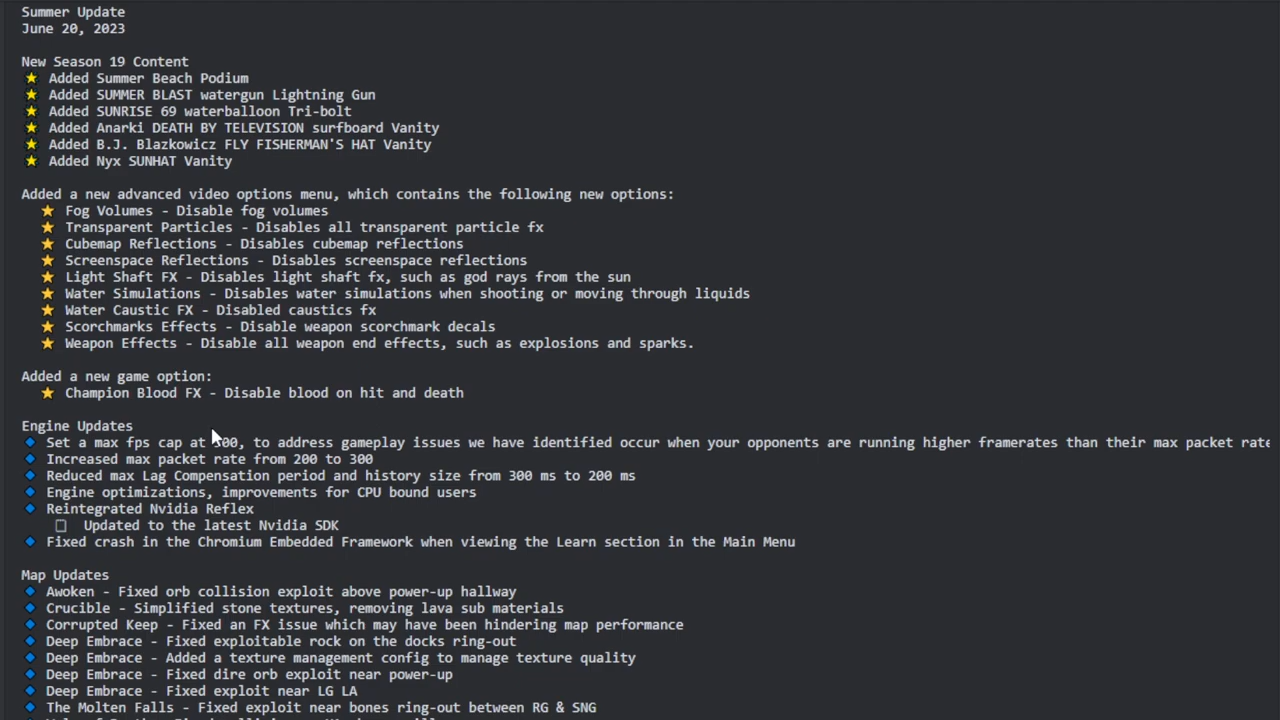 Summer Update
June 20, 2023
New Season 19 Content
Added Summer Beach Podium
Added SUMMER BLAST watergun Lightning Gun
Added SUNRISE 69 waterballoon Tri-bolt
Added Anarki DEATH BY TELEVISION surfboard Vanity
Added B.J. Blazkowicz FLY FISHERMAN'S HAT Vanity
Added Nyx SUNHAT Vanity
Added a new advanced video options menu, which contains the following new options:
Fog Volumes - Disable fog volumes
Transparent Particles - Disables all transparent particle fx
Cubemap Reflections - Disables cubemap reflections
Screenspace Reflections - Disables screenspace reflections
Light Shaft FX - Disables light shaft fx, such as god rays from the sun
Water Simulations - Disables water simulations when shooting or moving through liquids
Water Caustic FX - Disabled caustics fx
Scorchmarks Effects - Disable weapon scorchmark decals
Weapon Effects - Disable all weapon end effects, such as explosions and sparks.
Added a new game option:
Champion Blood FX - Disable blood on hit and death
Engine Updates
Set a max fps cap at to address gameplay issues we have identified occur when your opponents are running higher framerates than their max packet rate
Increased max packet rate from 200 to 300
Reduced max Lag Compensation period and history size from 300 ms to 200 ms
Engine optimizations, improvements for CPU bound users
Reintegrated Nvidia Reflex
Updated to the latest Nvidia SDK
Fixed crash in the Chromium Embedded Framework when viewing the Learn section in the Main Menu
Map Updates
Awoken - Fixed orb collision exploit above power-up hallway
Crucible - Simplified stone textures, removing lava sub materials
Corrupted Keep - Fixed an FX issue which may have been hindering map performance
Deep Embrace - Fixed exploitable rock on the docks ring-out
Deep Embrace - Added a texture management config to manage texture quality
Deep Embrace - Fixed dire orb exploit near power-up
Deep Embrace - Fixed exploit near LG LA
The Molten Falls - Fixed exploit near bones ring-out between RG & SNG